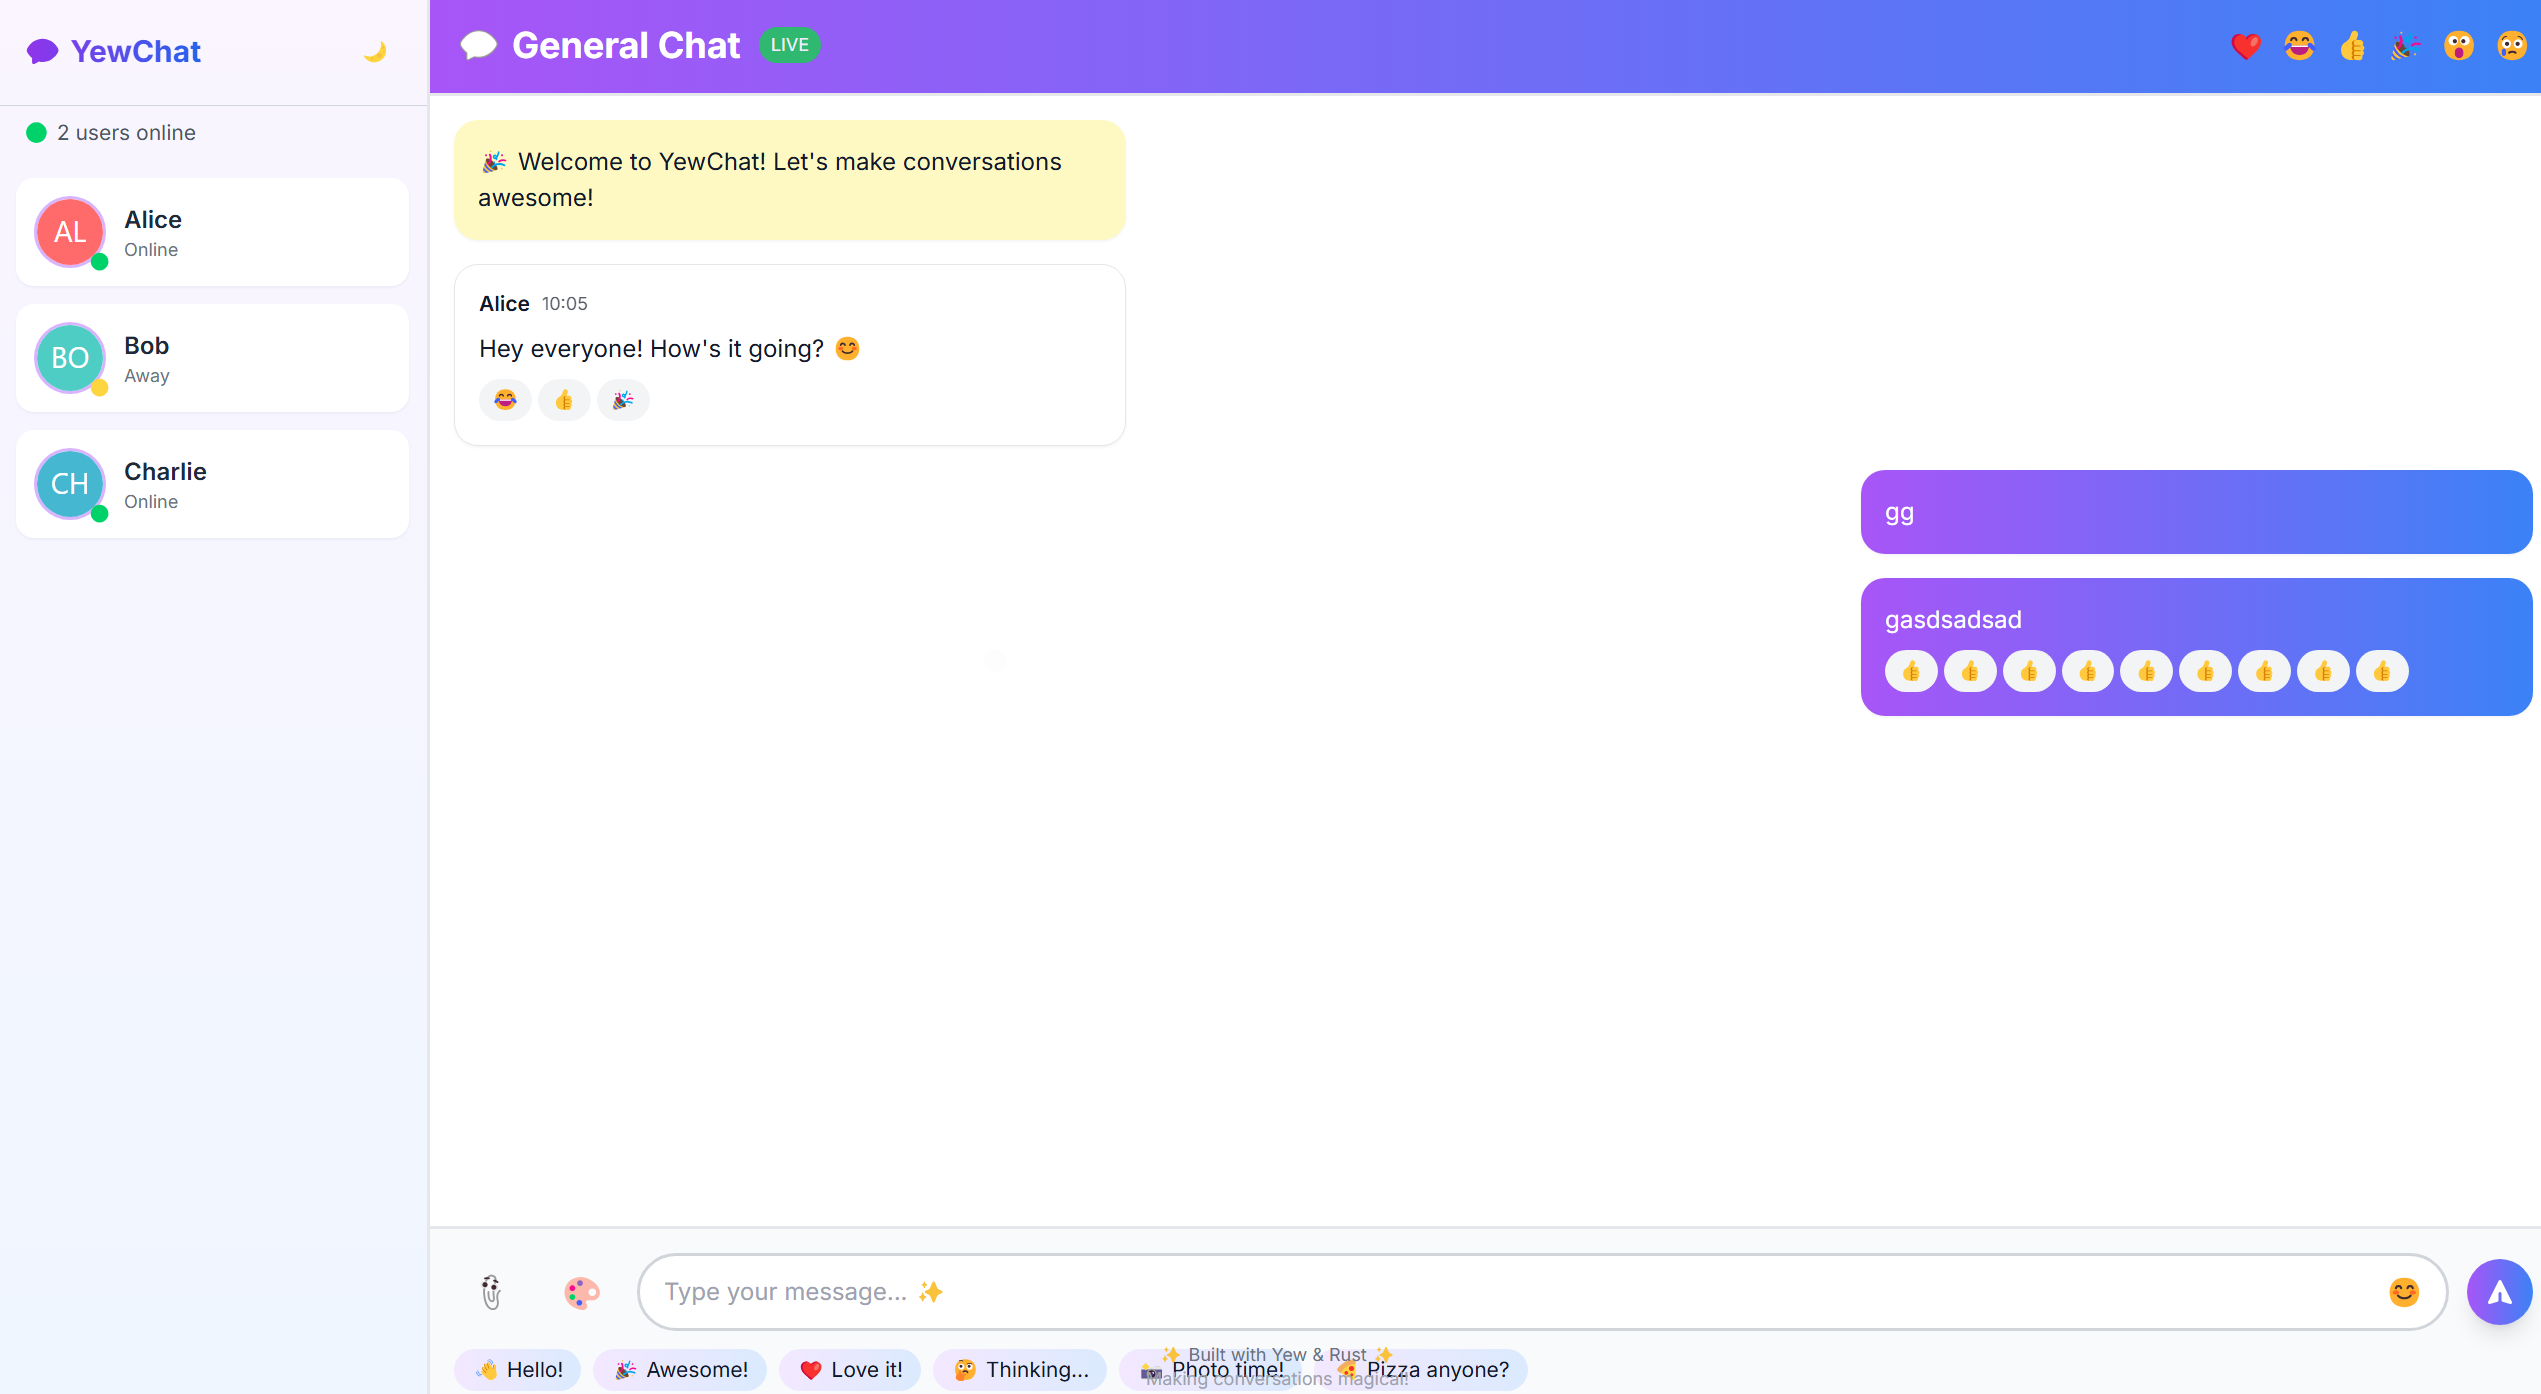 YewChat
2 users online
AL
Alice
Online
BO
Bob
Away
CH
Charlie
Online
General Chat LIVE
🎉 Welcome to YewChat! Let's make conversations
awesome!
Alice 10:05
Hey everyone! How's it going? 😊
gg
gasdsadsad
Type your message... ✨
👋 Hello! 🎉 Awesome! ❤️ Love it! 🤔 Thinking... 📸 Photo time! 🍕 Pizza anyone?
✨ Built with Yew & Rust ✨
Making conversations magical!